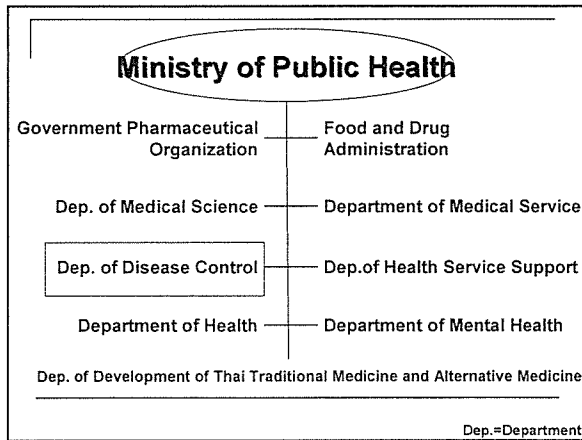 Ministry of Public Health
Government Pharmaceutical
Organization
Food and Drug
Administration
Dep. of Medical Science
Department of Medical Service
Dep. of Disease Control
Dep.of Health Service Support
Department of Health
Department of Mental Health
Dep. of Development of Thai Traditional Medicine and Alternative Medicine
Dep.=Department